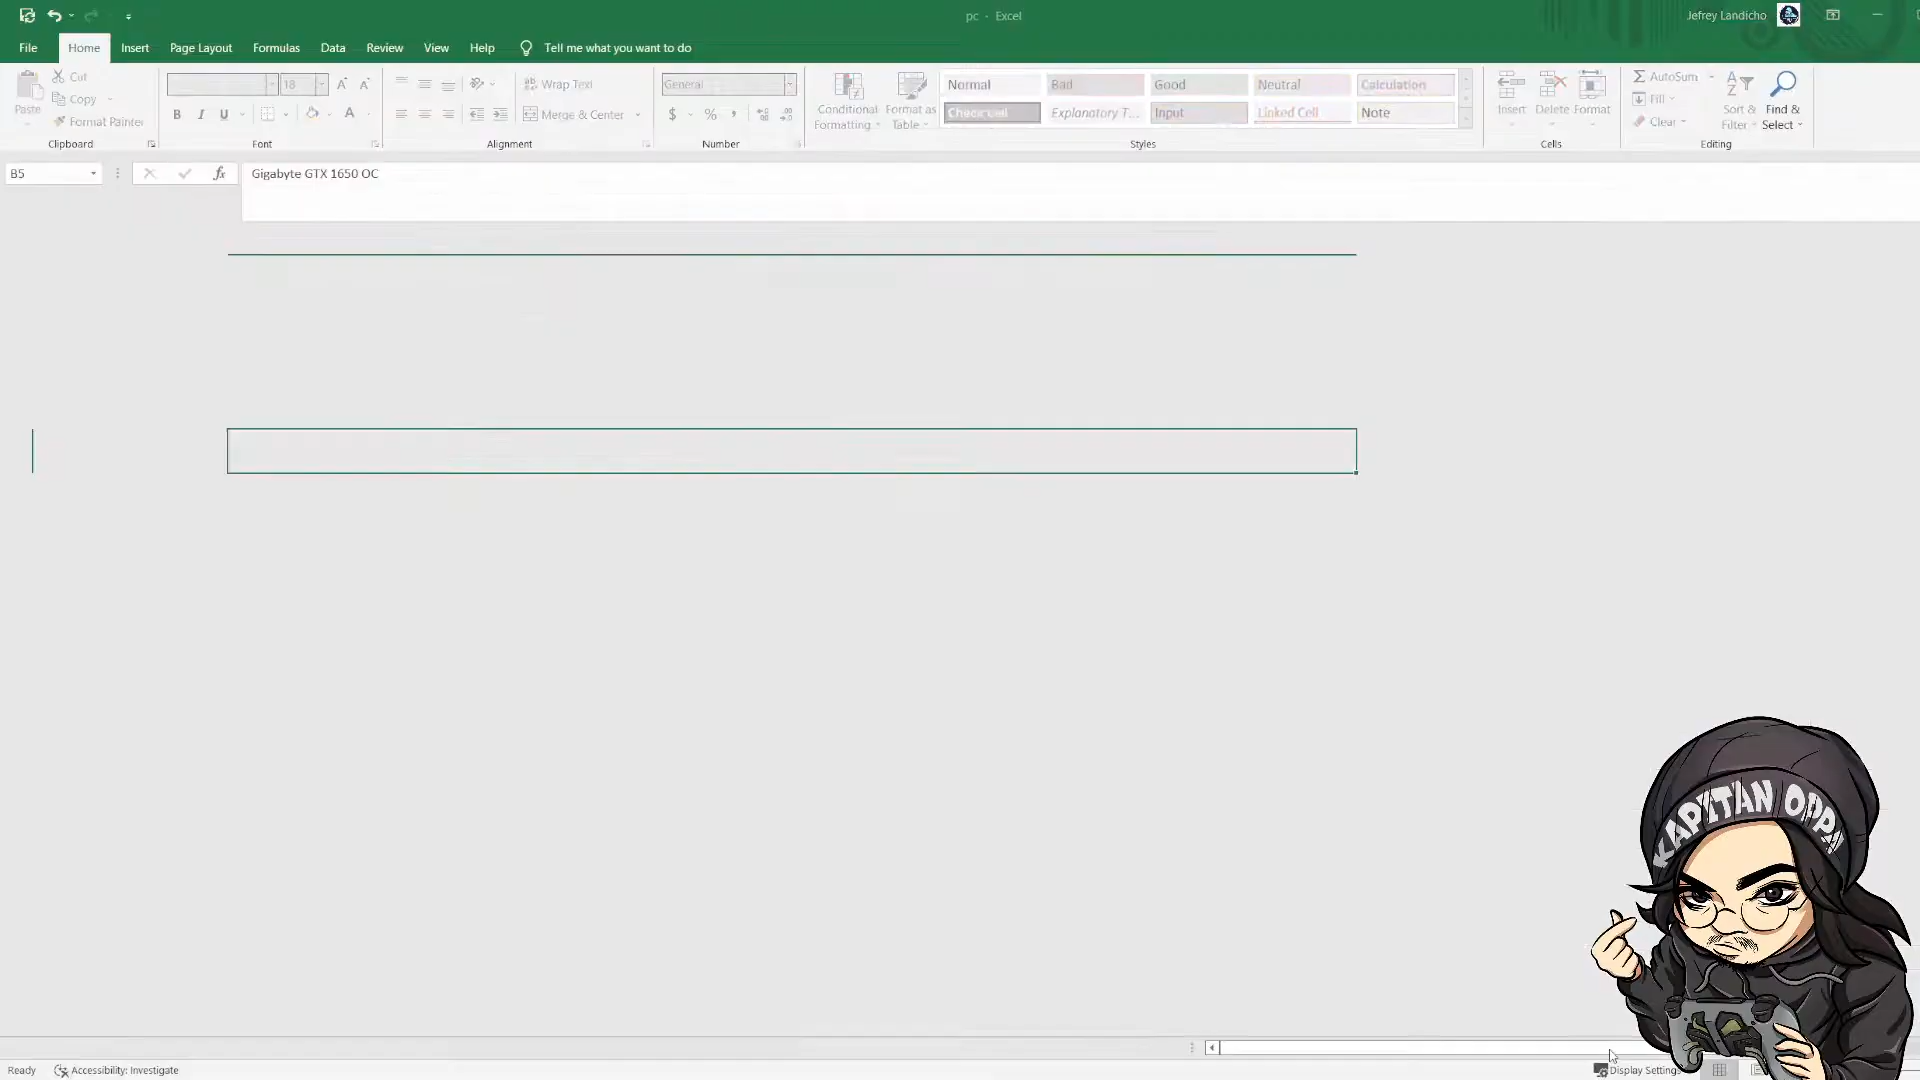 pc - Excel
Jefrey Landicho
File Home Insert Page Layout Formulas Data Review View Help Tell me what you want to do
Paste
Cut
Copy
Format Painter
Clipboard
18
B I U A
Font
Wrap Text
Merge & Center
Alignment
General
$ % ,
Number
Conditional Formatting
Format as Table
Normal Bad Good Neutral Calculation
Check Cell Explanatory T... Input Linked Cell Note
Styles
Insert Delete Format
Cells
AutoSum
Fill
Clear
Sort & Filter
Find & Select
Editing
B5
fx
Gigabyte GTX 1650 OC
KAPITAN OPPA
Ready
Accessibility: Investigate
Display Settings